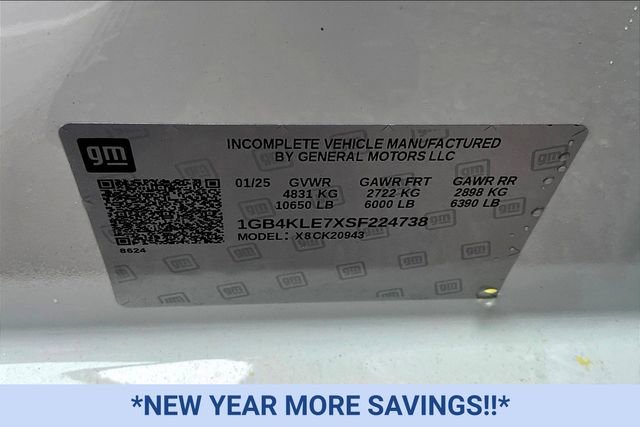 gm
INCOMPLETE VEHICLE MANUFACTURED
BY GENERAL MOTORS LLC
01/25 GVWR GAWR FRT GAWR RR
4831 KG 2722 KG 2898 KG
10650 LB 6000 LB 6390 LB
1GB4KLE7XSF224738
MODEL: X8CK20943
8624
*NEW YEAR MORE SAVINGS!!*